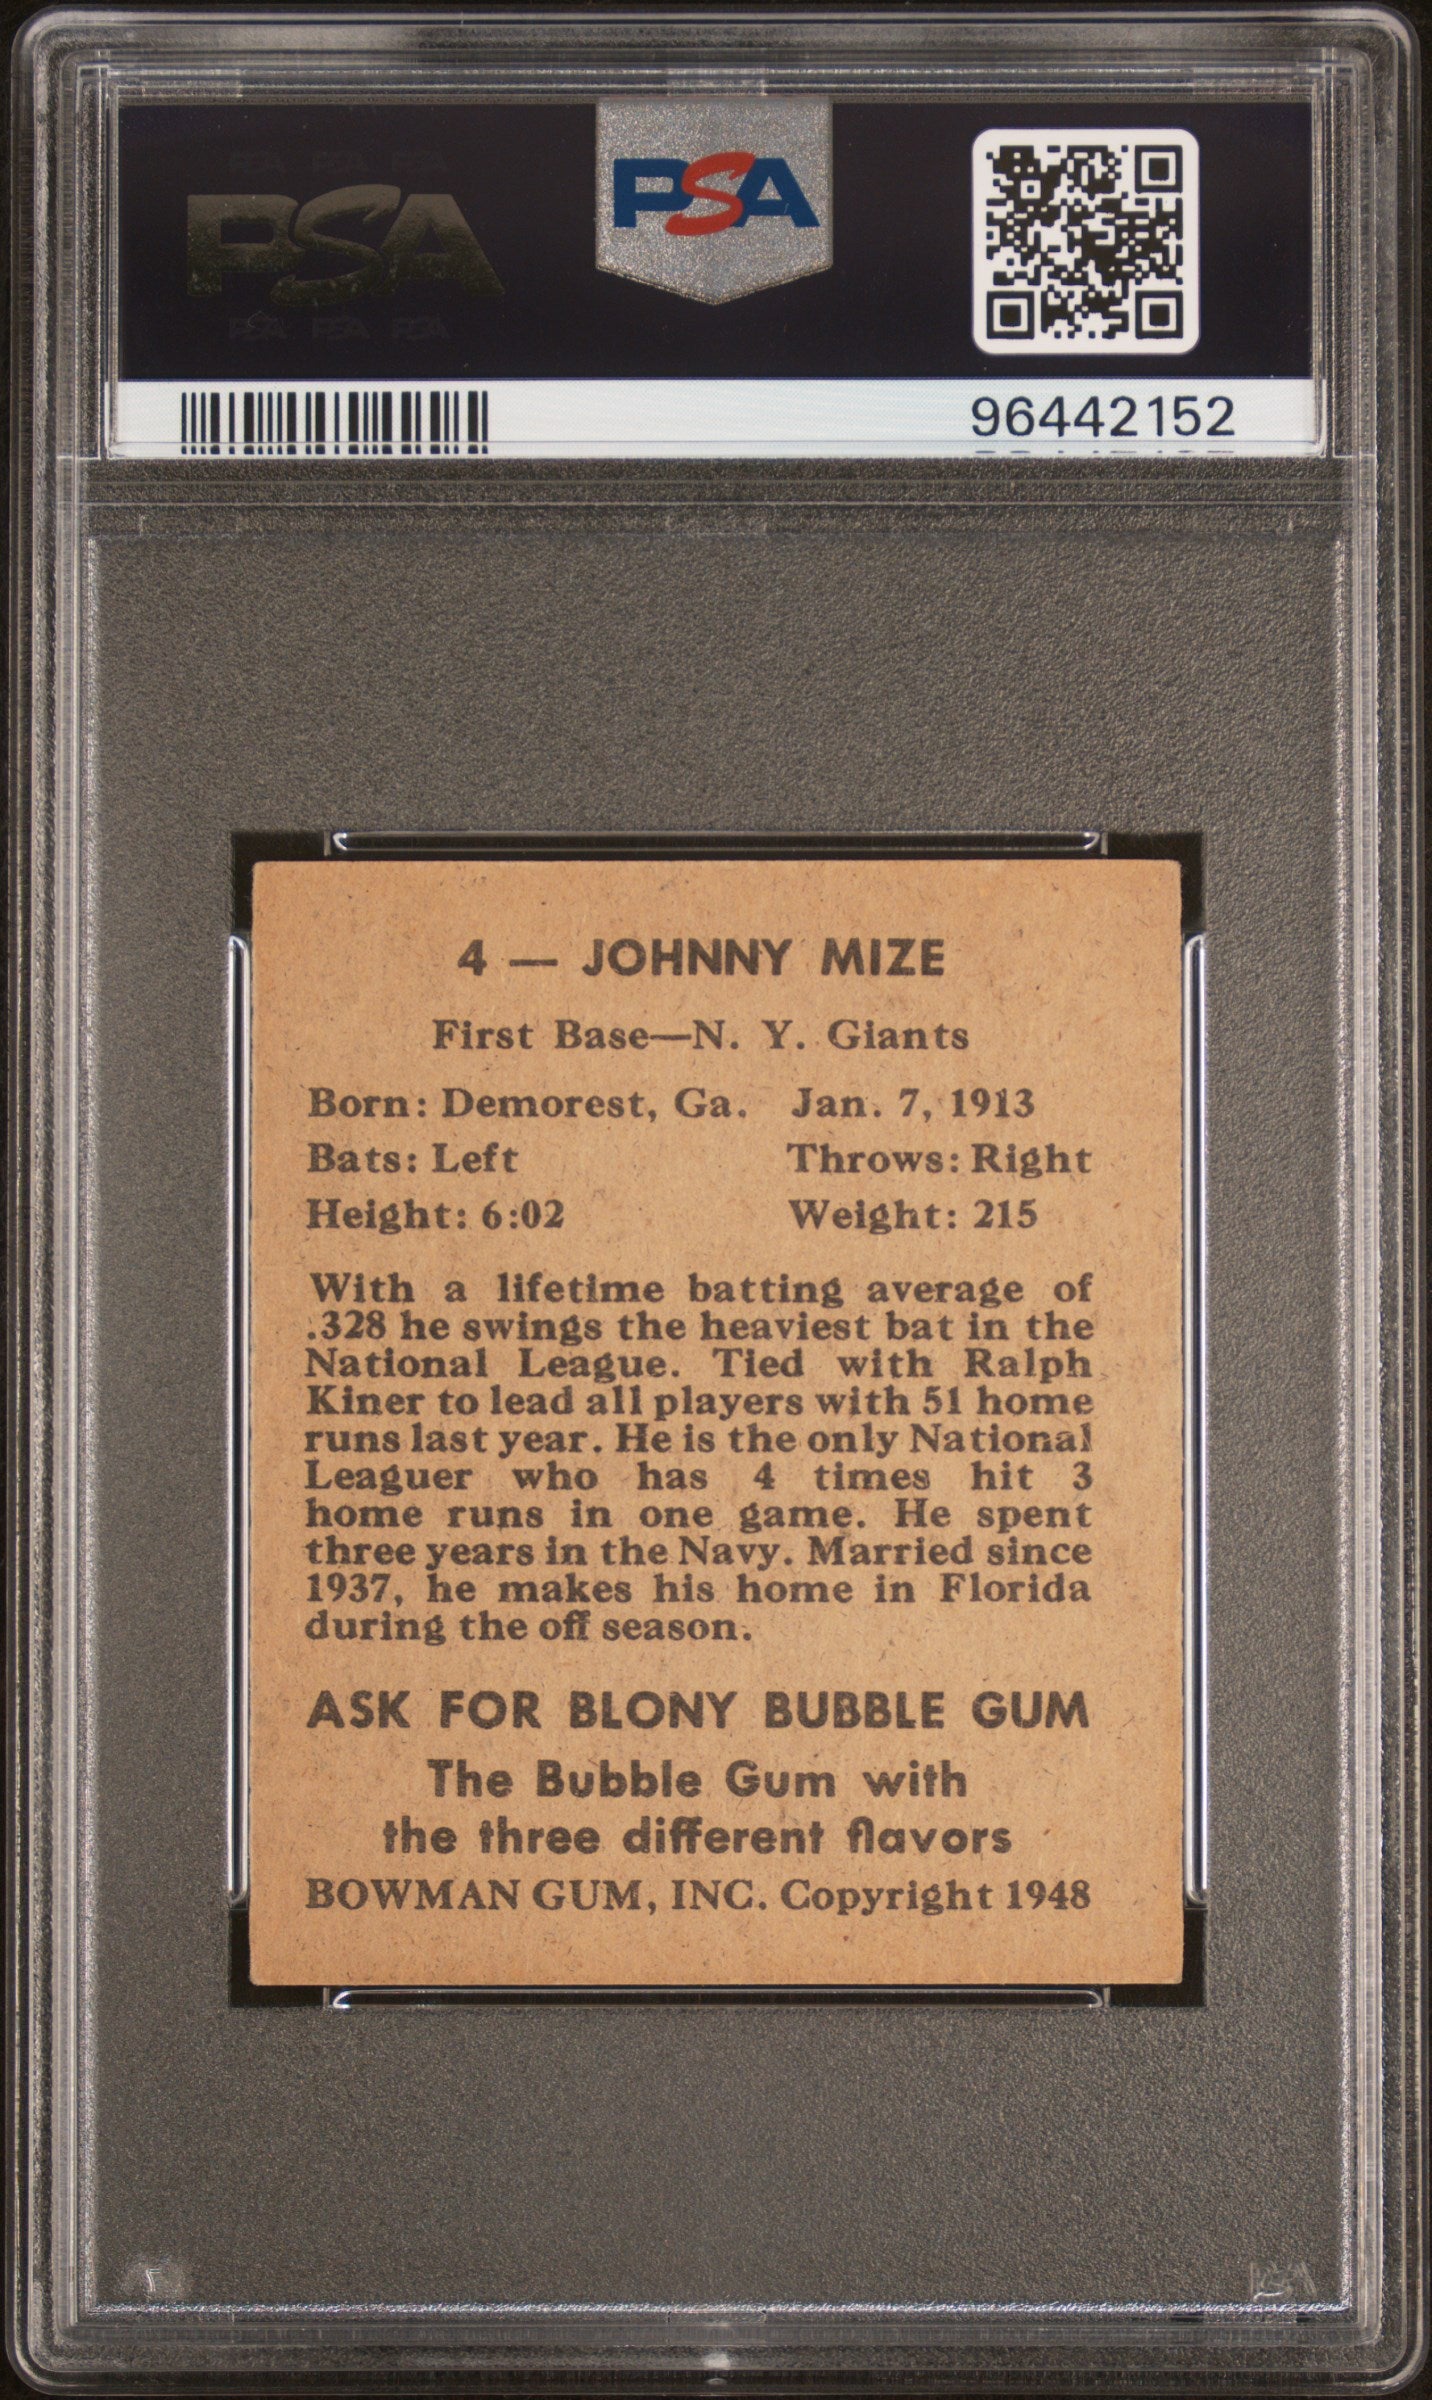 PSA
PSA
96442152
4 — JOHNNY MIZE
First Base—N. Y. Giants
Born: Demorest, Ga. Jan. 7, 1913
Bats: Left Throws: Right
Height: 6:02 Weight: 215
With a lifetime batting average of
.328 he swings the heaviest bat in the
National League. Tied with Ralph
Kiner to lead all players with 51 home
runs last year. He is the only National
Leaguer who has 4 times hit 3
home runs in one game. He spent
three years in the Navy. Married since
1937, he makes his home in Florida
during the off season.
ASK FOR BLONY BUBBLE GUM
The Bubble Gum with
the three different flavors
BOWMAN GUM, INC. Copyright 1948
PSA